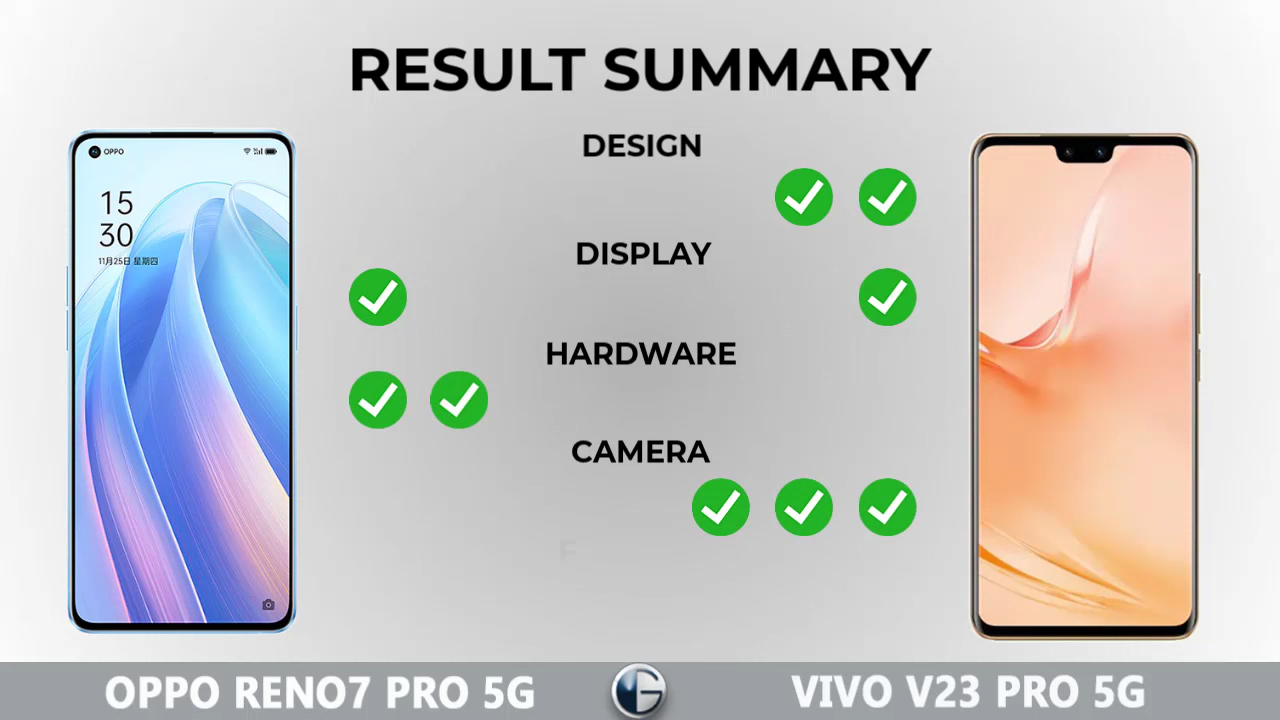 RESULT SUMMARY
DESIGN
OPPO
15
30
11月25日 星期四
DISPLAY
HARDWARE
CAMERA
F
OPPO RENO7 PRO 5G
G
VIVO V23 PRO 5G